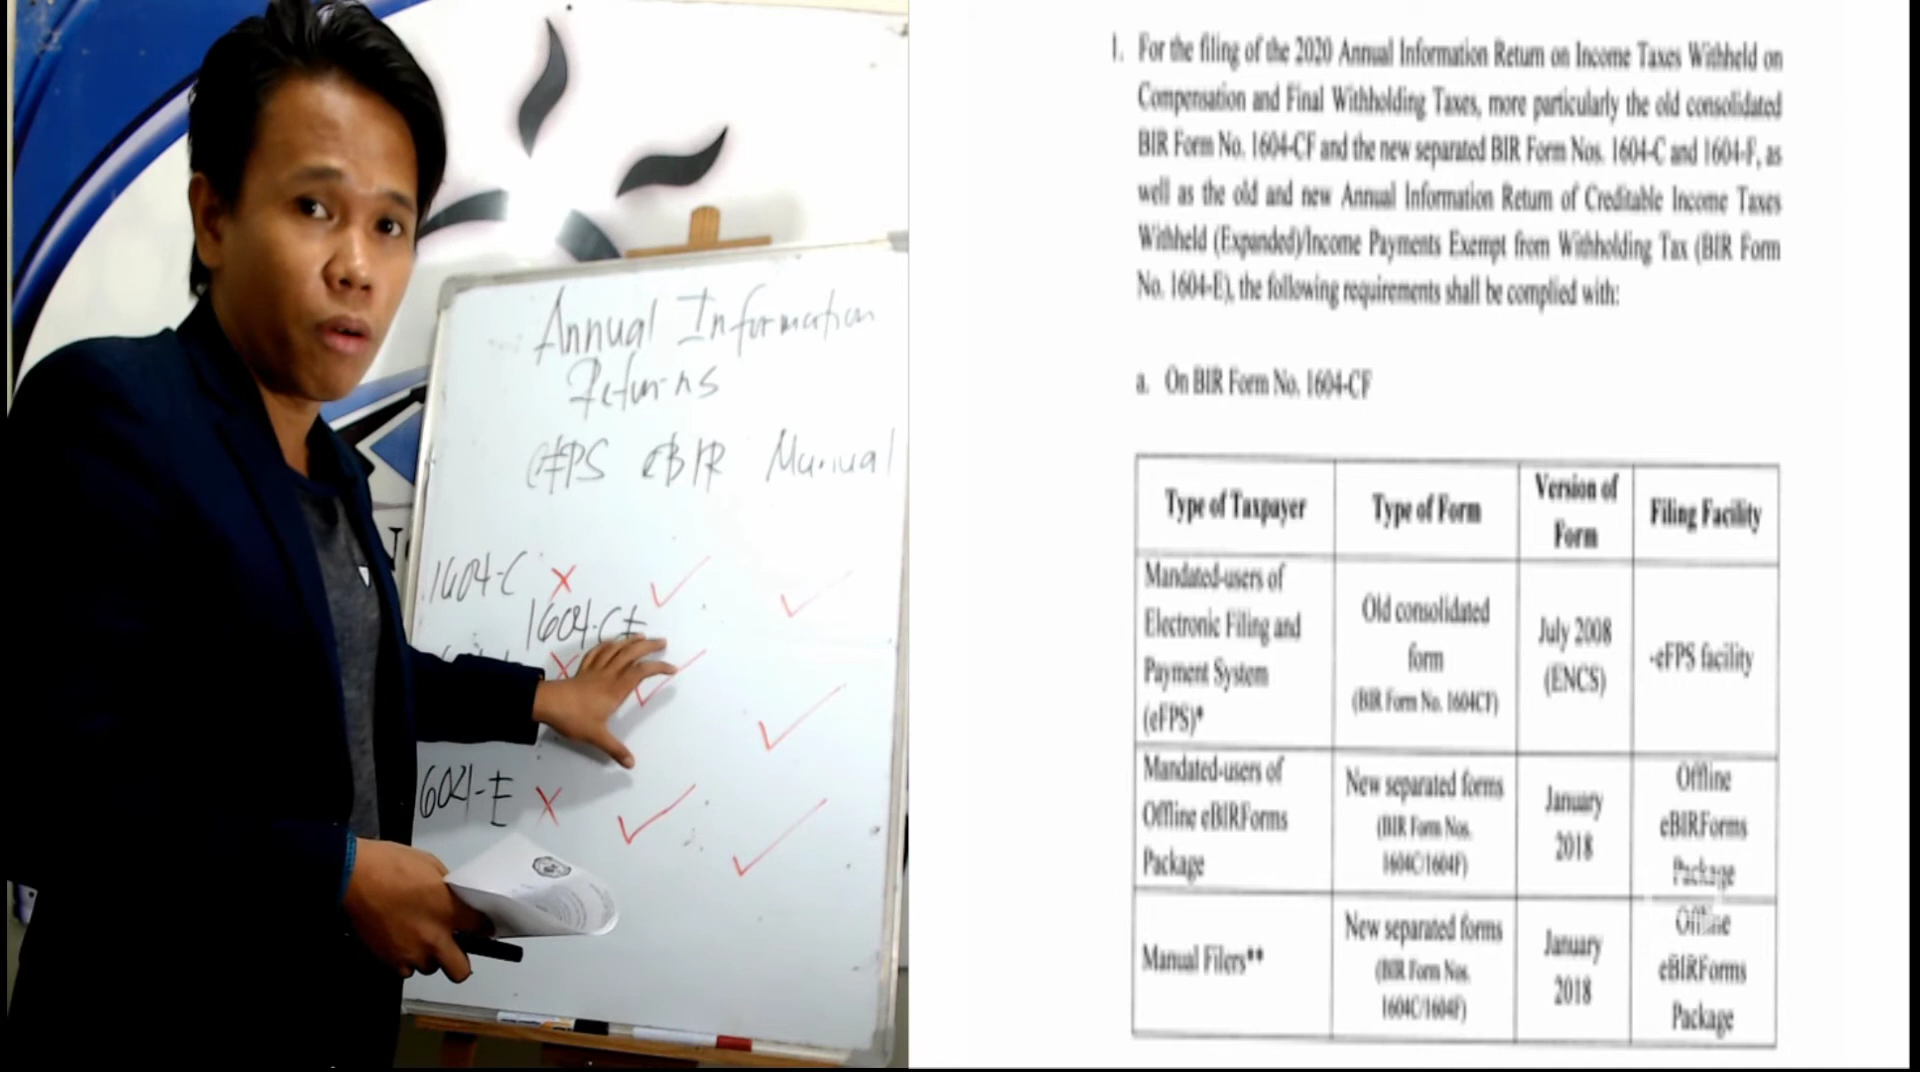 Annual Information
Returns
eFPS eBIR Manual
1604-C
1604-CF
604-E
1. For the filing of the 2020 Annual Information Return on Income Taxes Withheld on
Compensation and Final Withholding Taxes, more particularly the old consolidated
BIR Form No. 1604-CF and the new separated BIR Form Nos. 1604-C and 1604-F, as
well as the old and new Annual Information Return of Creditable Income Taxes
Withheld (Expanded)/Income Payments Exempt from Withholding Tax (BIR Form
No. 1604-E), the following requirements shall be complied with:
a. On BIR Form No. 1604-CF
Type of Taxpayer
Type of Form
Version of
Form
Filing Facility
Mandated-users of
Electronic Filing and
Payment System
(eFPS)*
Old consolidated
form
(BIR Form No. 1604CF)
July 2008
(ENCS)
-eFPS facility
Mandated-users of
Offline eBIRForms
Package
New separated forms
(BIR Form Nos.
1604C/1604F)
January
2018
Offline
eBIRForms
Package
Manual Filers**
New separated forms
(BIR Form Nos.
1604C/1604F)
January
2018
Offline
eBIRForms
Package